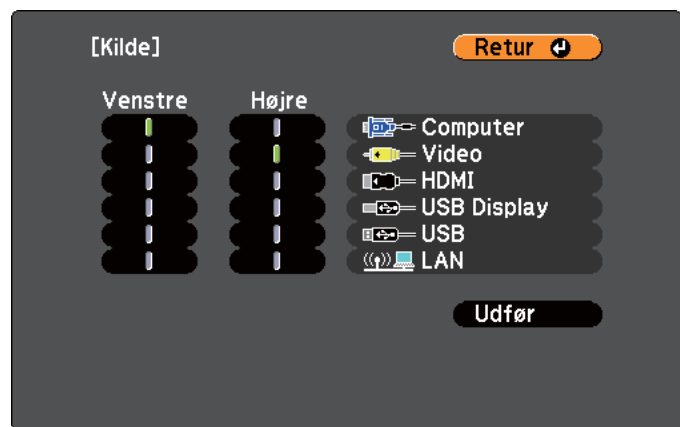 [Kilde]
Retur
Venstre Højre
Computer
Video
HDMI
USB Display
USB
LAN
Udfør